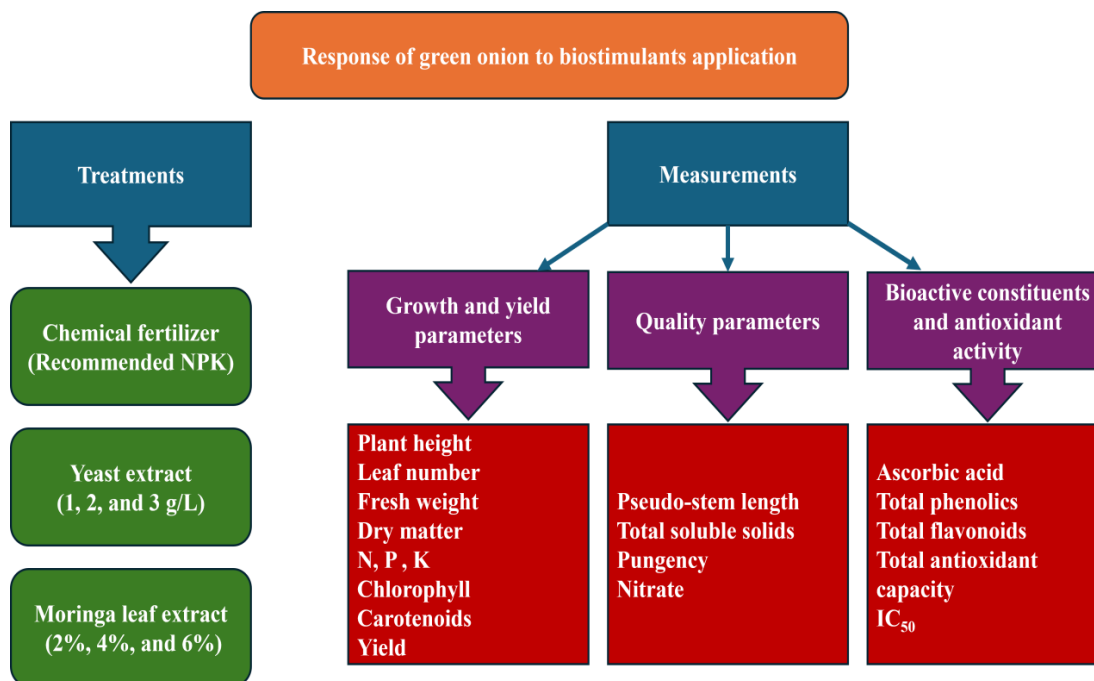 Response of green onion to biostimulants application
Treatments
Chemical fertilizer
(Recommended NPK)
Yeast extract
(1, 2, and 3 g/L)
Moringa leaf extract
(2%, 4%, and 6%)
Measurements
Growth and yield
parameters
Plant height
Leaf number
Fresh weight
Dry matter
N, P , K
Chlorophyll
Carotenoids
Yield
Quality parameters
Pseudo-stem length
Total soluble solids
Pungency
Nitrate
Bioactive constituents
and antioxidant
activity
Ascorbic acid
Total phenolics
Total flavonoids
Total antioxidant
capacity
IC₅₀